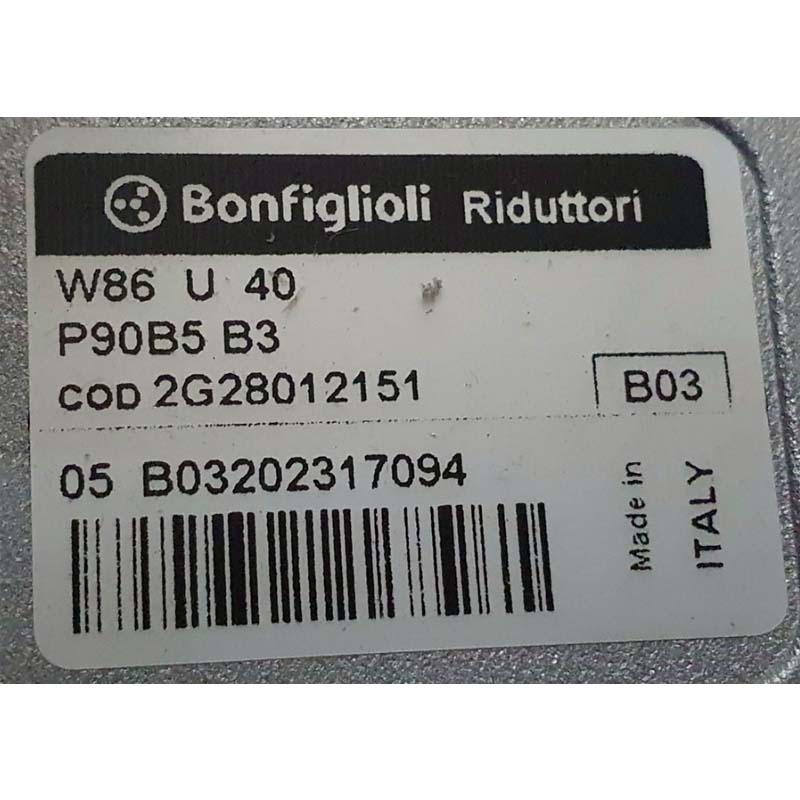 Bonfiglioli Riduttori
W86 U 40
P90B5 B3
COD 2G28012151
B03
05 B03202317094
Made in
ITALY